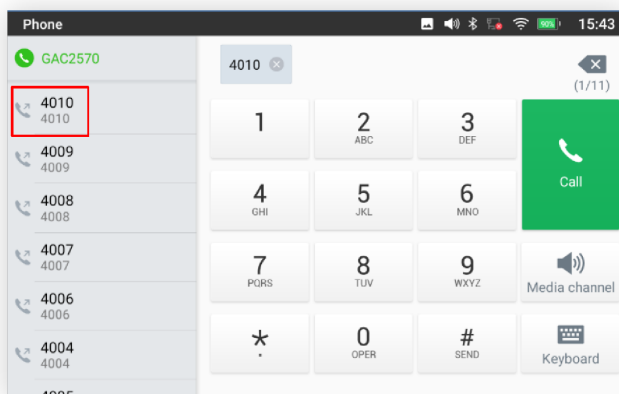 Phone
90%
15:43
GAC2570
4010
4010
4009
4009
4008
4008
4007
4007
4006
4006
4004
4004
4010
(1/11)
1
2
ABC
3
DEF
4
GHI
5
JKL
6
MNO
7
PQRS
8
TUV
9
WXYZ
*
.
0
OPER
#
SEND
Call
Media channel
Keyboard